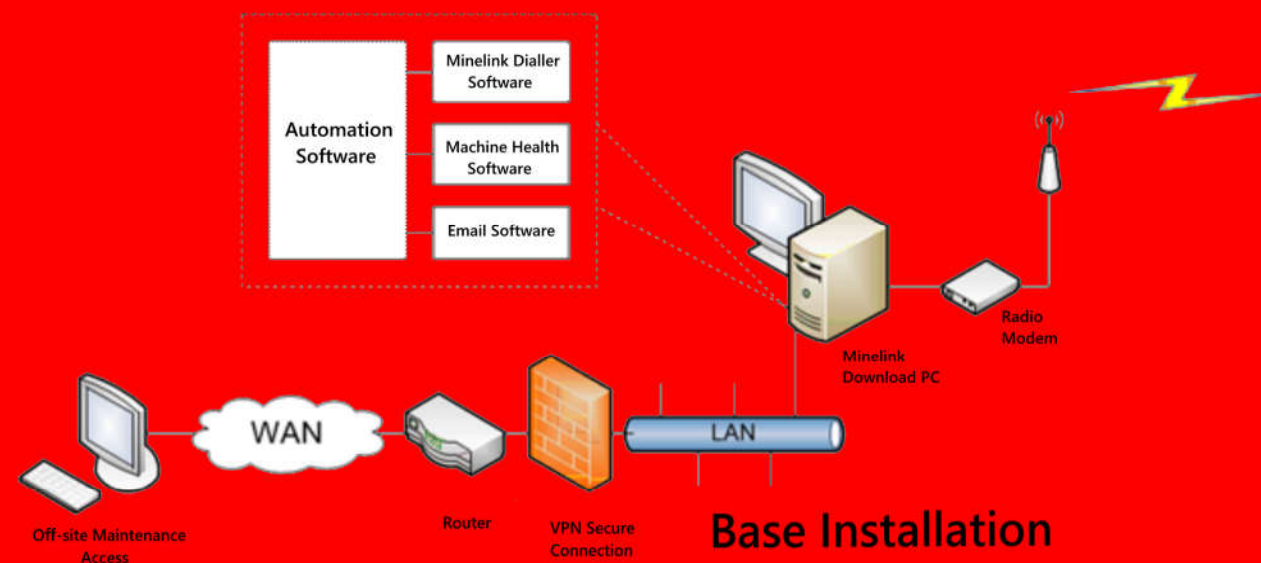 Minelink Dialler
Software
Automation
Software
Machine Health
Software
Email Software
Radio
Modem
Minelink
Download PC
WAN
LAN
Router
VPN Secure
Connection
Off-site Maintenance
Access
Base Installation